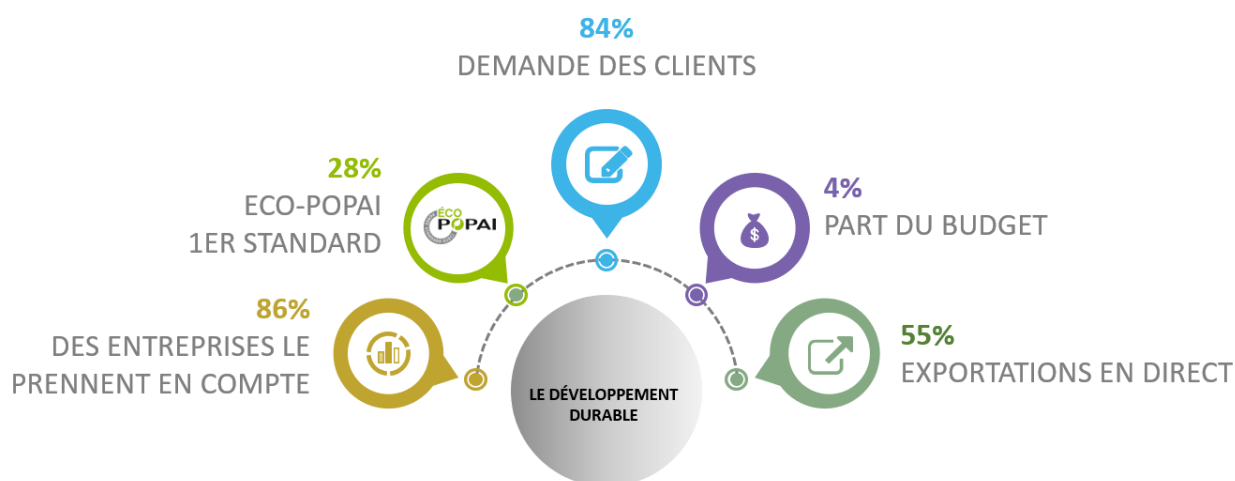 84%
DEMANDE DES CLIENTS
28%
ECO-POPAI
1ER STANDARD
ÉCO
POPAI
4%
PART DU BUDGET
$
86%
DES ENTREPRISES LE
PRENNENT EN COMPTE
55%
EXPORTATIONS EN DIRECT
LE DÉVELOPPEMENT
DURABLE